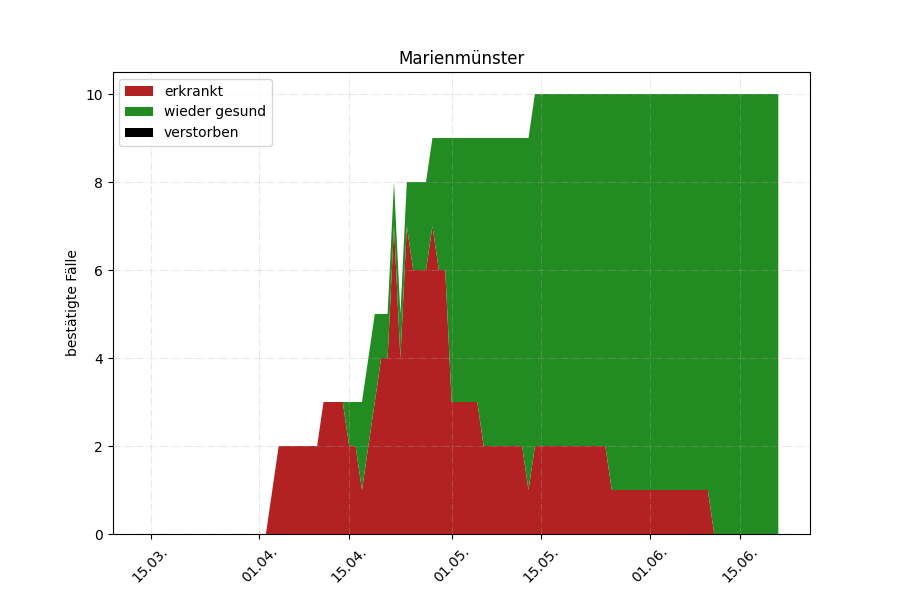 Marienmünster
erkrankt
wieder gesund
verstorben
bestätigte Fälle
10
8
6
4
2
0
15.03.
01.04.
15.04.
01.05.
15.05.
01.06.
15.06.